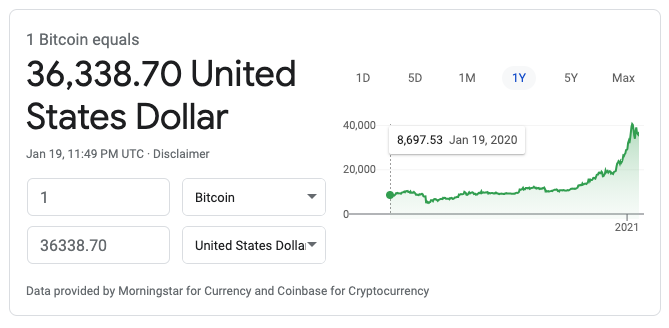 1 Bitcoin equals
36,338.70 United
States Dollar
Jan 19, 11:49 PM UTC · Disclaimer
1 Bitcoin
36338.70 United States Dolla
1D 5D 1M 1Y 5Y Max
40,000
8,697.53 Jan 19, 2020
20,000
0
2021
Data provided by Morningstar for Currency and Coinbase for Cryptocurrency